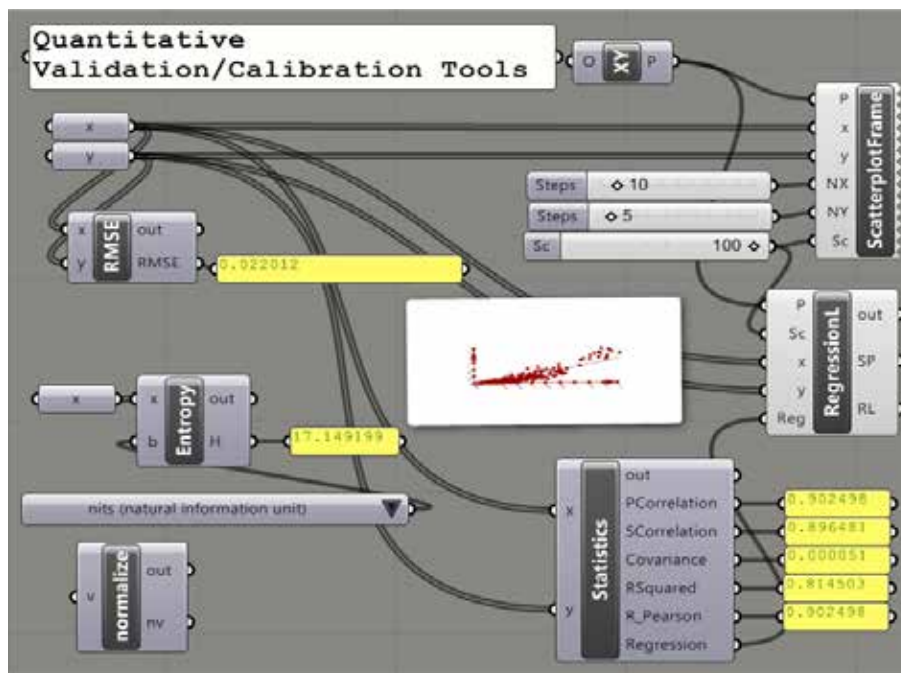 Quantitative
Validation/Calibration Tools
O XY P
x
y
P
x
y
NX
NY
Sc
ScatterplotFrame
Steps 10
Steps 5
Sc 100
x
y
RMSE
out
RMSE
0.022012
P
Sc
x
y
Reg
RegressionL
out
SP
RL
x
x
b
Entropy
out
H
17.149199
nits (natural information unit)
v
normalize
out
nv
x
y
Statistics
out
PCorrelation
SCorrelation
Covariance
RSquared
R_Pearson
Regression
0.902498
0.896481
0.000051
0.814503
0.902498